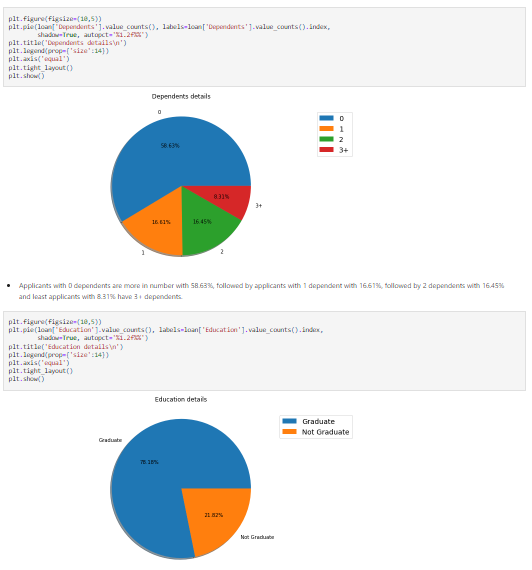 plt.figure(figsize=(10,5))
plt.pie(loan['Dependents'].value_counts(), labels=loan['Dependents'].value_counts().index,
shadow=True, autopct='%1.2f%%')
plt.title('Dependents details\n')
plt.legend(prop={'size':14})
plt.axis('equal')
plt.tight_layout()
plt.show()
Dependents details
0
58.63%
16.61%
16.45%
8.31%
3+
1
2
0
1
2
3+
• Applicants with 0 dependents are more in number with 58.63%, followed by applicants with 1 dependent with 16.61%, followed by 2 dependents with 16.45%
and least applicants with 8.31% have 3+ dependents.
plt.figure(figsize=(10,5))
plt.pie(loan['Education'].value_counts(), labels=loan['Education'].value_counts().index,
shadow=True, autopct='%1.2f%%')
plt.title('Education details\n')
plt.legend(prop={'size':14})
plt.axis('equal')
plt.tight_layout()
plt.show()
Education details
Graduate
Not Graduate
Graduate
78.18%
21.82%
Not Graduate